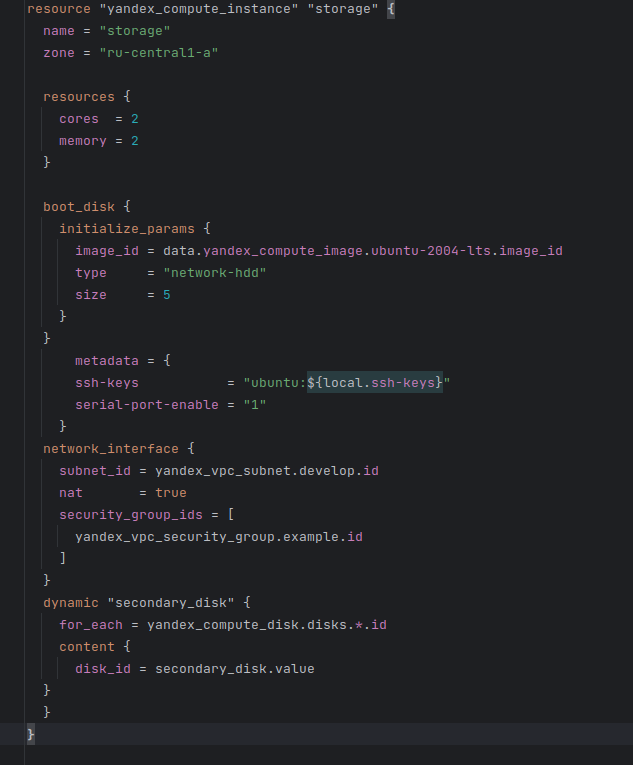 resource "yandex_compute_instance" "storage" {
name = "storage"
zone = "ru-central1-a"
resources {
cores  = 2
memory = 2
}
boot_disk {
initialize_params {
image_id = data.yandex_compute_image.ubuntu-2004-lts.image_id
type     = "network-hdd"
size     = 5
}
}
metadata = {
ssh-keys           = "ubuntu:${local.ssh-keys}"
serial-port-enable = "1"
}
network_interface {
subnet_id = yandex_vpc_subnet.develop.id
nat       = true
security_group_ids = [
yandex_vpc_security_group.example.id
]
}
dynamic "secondary_disk" {
for_each = yandex_compute_disk.disks.*.id
content {
disk_id = secondary_disk.value
}
}
}